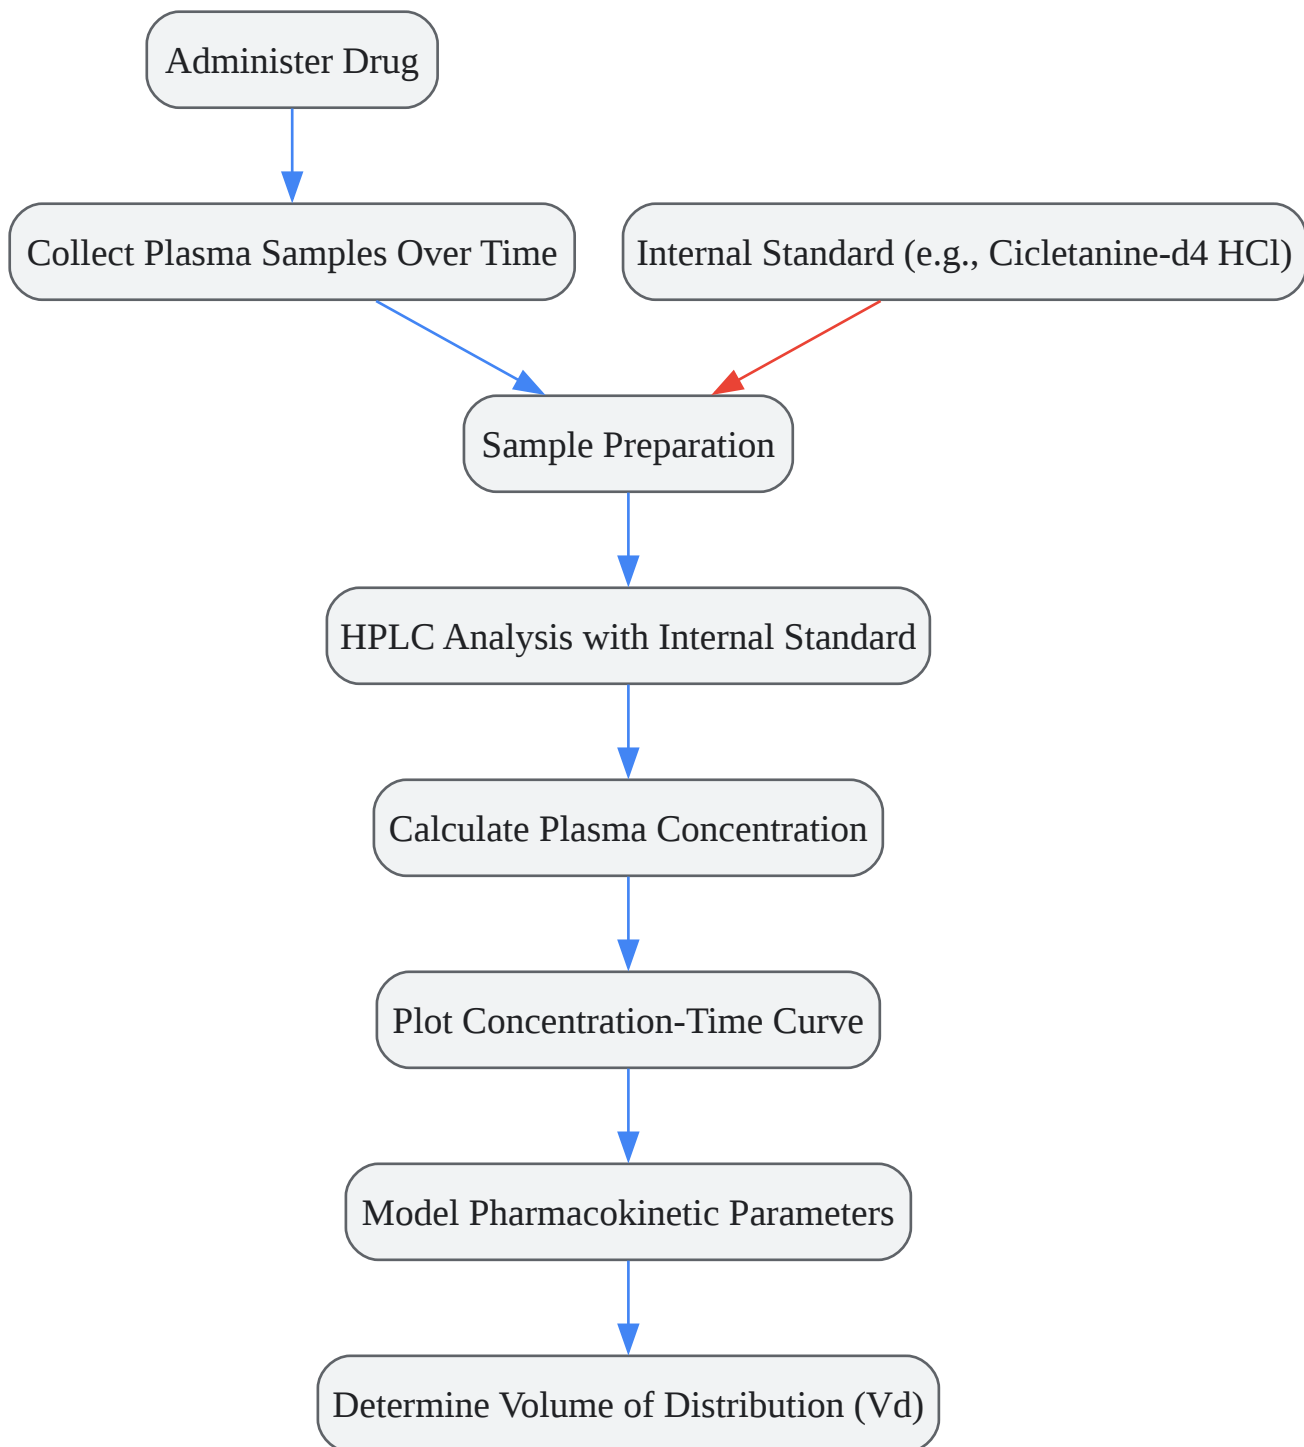 Administer Drug
Collect Plasma Samples Over Time
Internal Standard (e.g., Cicletanine-d4 HCl)
Sample Preparation
HPLC Analysis with Internal Standard
Calculate Plasma Concentration
Plot Concentration-Time Curve
Model Pharmacokinetic Parameters
Determine Volume of Distribution (Vd)